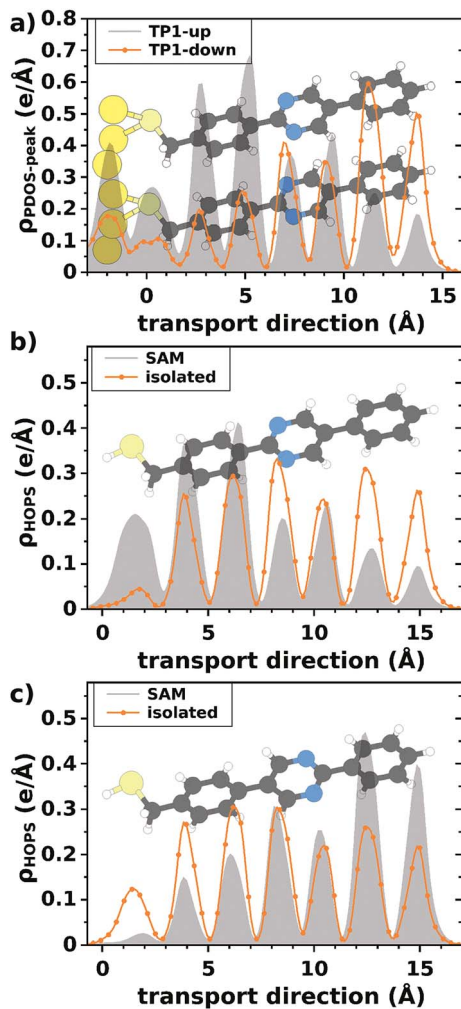 a)
TP1-up
TP1-down
ρPDOS-peak (e/Å)
0.8
0.7
0.6
0.5
0.4
0.3
0.2
0.1
0
0 5 10 15
transport direction (Å)
b)
SAM
isolated
ρHOPS (e/Å)
0.5
0.4
0.3
0.2
0.1
0
0 5 10 15
transport direction (Å)
c)
SAM
isolated
ρHOPS (e/Å)
0.5
0.4
0.3
0.2
0.1
0
0 5 10 15
transport direction (Å)